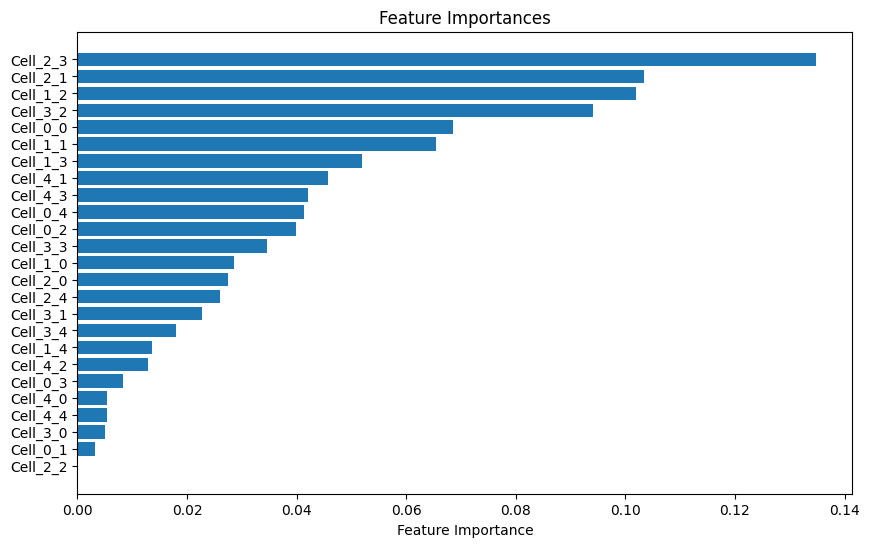 Feature Importances
Cell_2_3
Cell_2_1
Cell_1_2
Cell_3_2
Cell_0_0
Cell_1_1
Cell_1_3
Cell_4_1
Cell_4_3
Cell_0_4
Cell_0_2
Cell_3_3
Cell_1_0
Cell_2_0
Cell_2_4
Cell_3_1
Cell_3_4
Cell_1_4
Cell_4_2
Cell_0_3
Cell_4_0
Cell_4_4
Cell_3_0
Cell_0_1
Cell_2_2
0.00 0.02 0.04 0.06 0.08 0.10 0.12 0.14
Feature Importance